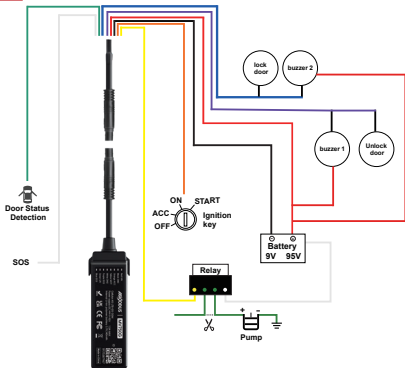 lock
door
buzzer 2
buzzer 1
Unlock
door
Door Status
Detection
ON
START
ACC
OFF
Ignition
key
SOS
Battery
9V 95V
Relay
+ -
Pump